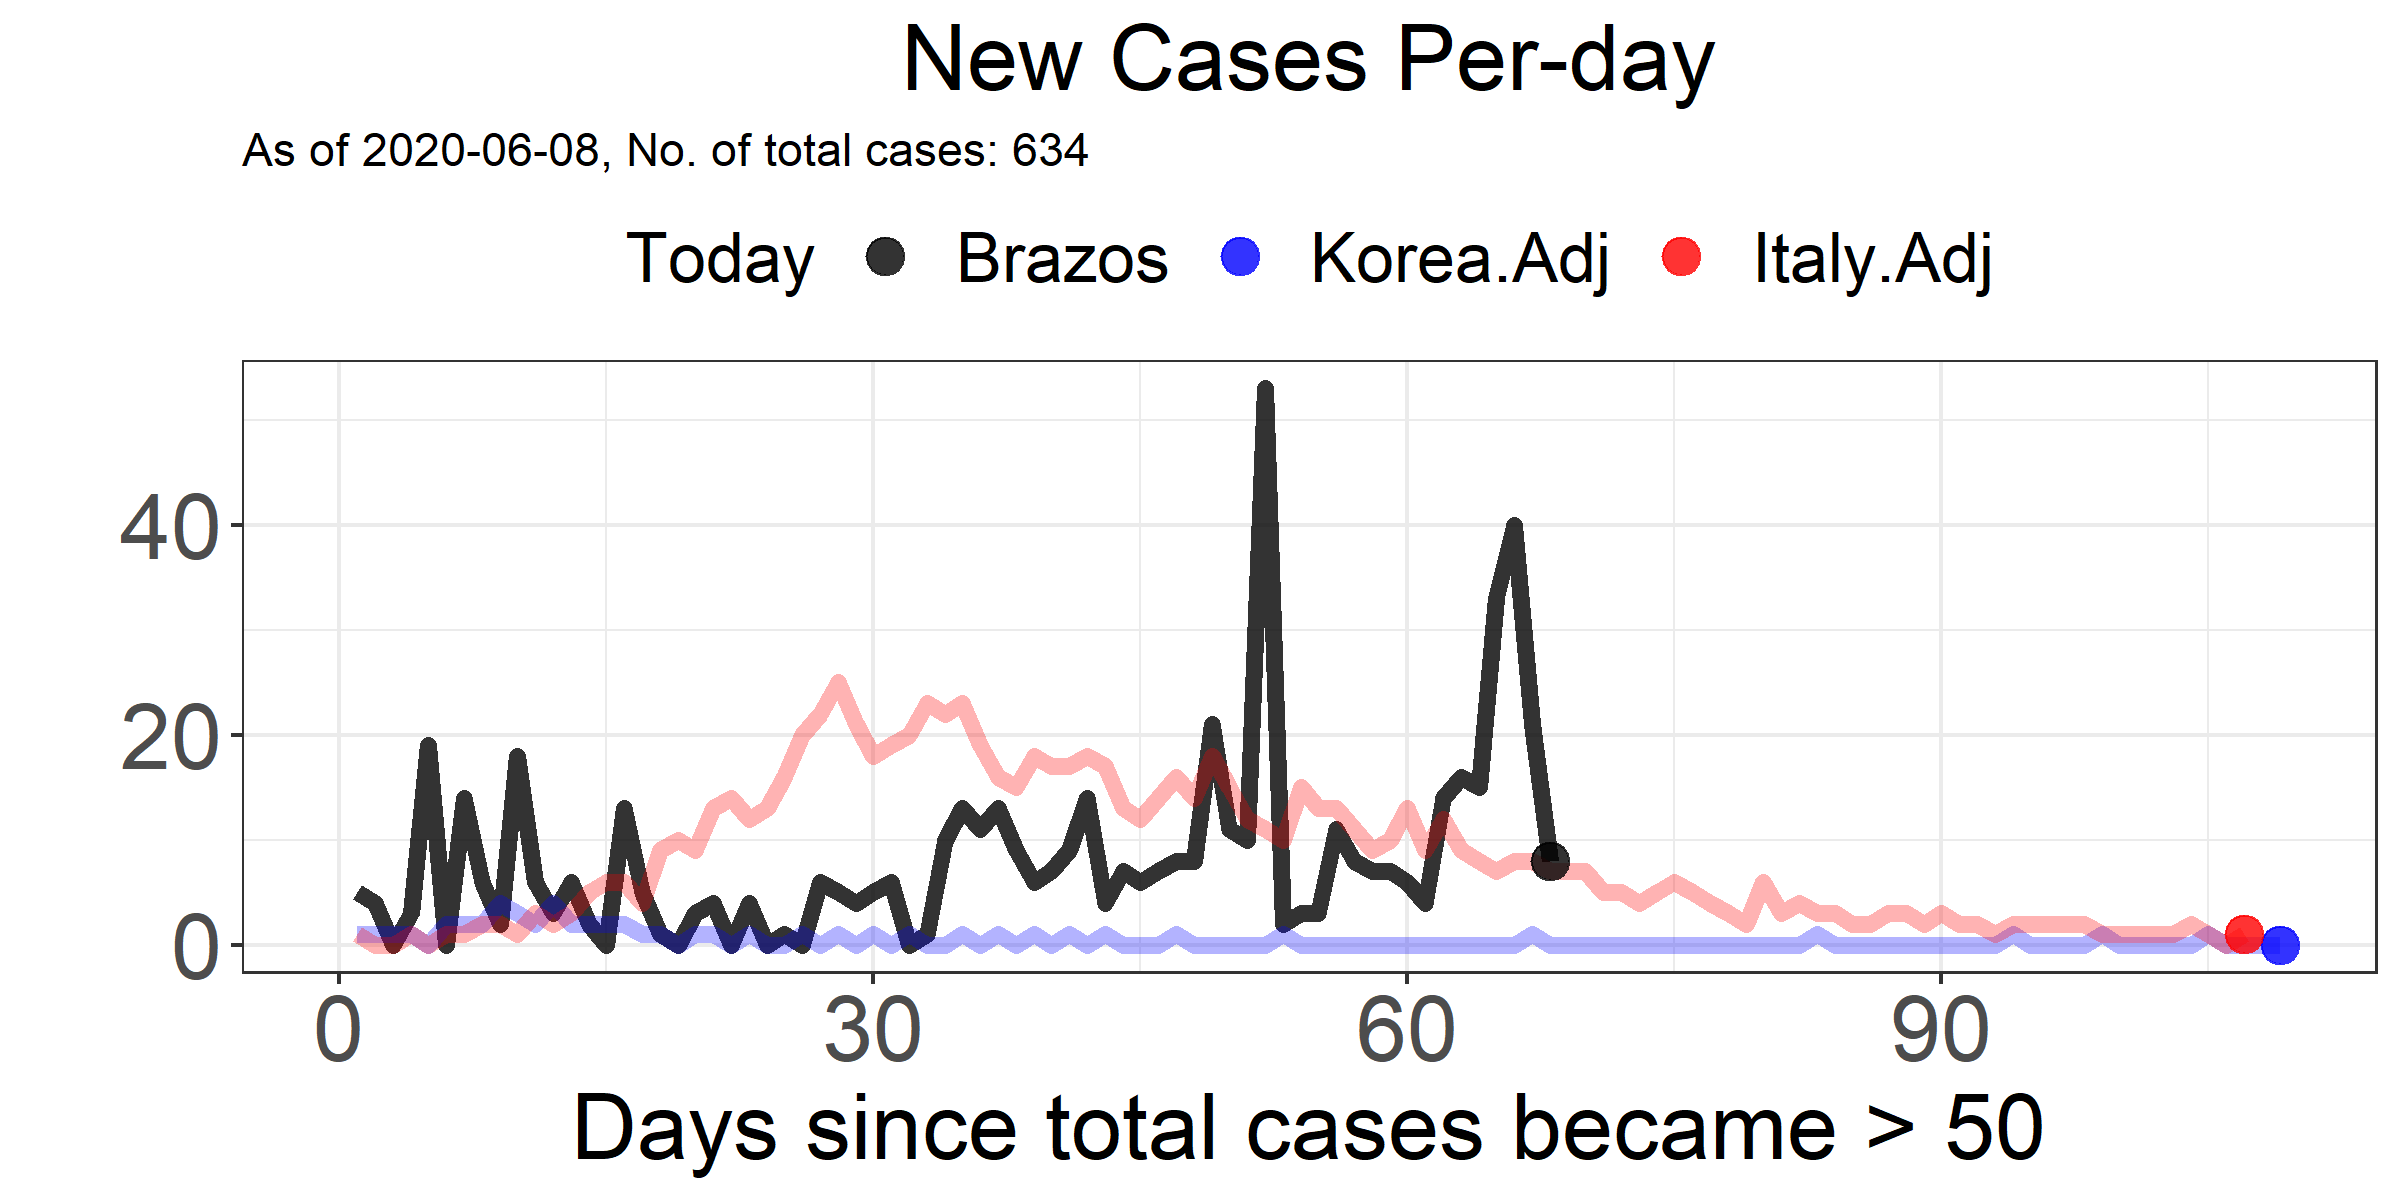 New Cases Per-day
As of 2020-06-08, No. of total cases: 634
Today Brazos Korea.Adj Italy.Adj
40
20
0
0 30 60 90
Days since total cases became > 50